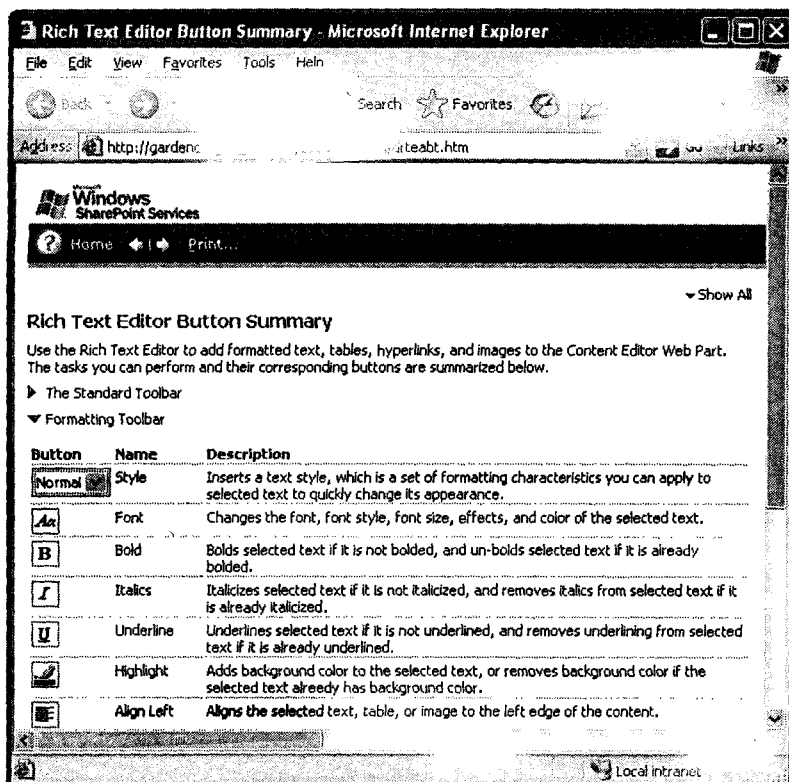 Rich Text Editor Button Summary - Microsoft Internet Explorer
File Edit View Favorites Tools Help
Back Search Favorites
Address http://gardenc rteabt.htm Go Links
Microsoft
Windows
SharePoint Services
Home Print...
Show All
Rich Text Editor Button Summary
Use the Rich Text Editor to add formatted text, tables, hyperlinks, and images to the Content Editor Web Part.
The tasks you can perform and their corresponding buttons are summarized below.
The Standard Toolbar
Formatting Toolbar
Button Name Description
Normal Style Inserts a text style, which is a set of formatting characteristics you can apply to
selected text to quickly change its appearance.
Aa Font Changes the font, font style, font size, effects, and color of the selected text.
B Bold Bolds selected text if it is not bolded, and un-bolds selected text if it is already
bolded.
I Italics Italicizes selected text if it is not italicized, and removes italics from selected text if it
is already italicized.
U Underline Underlines selected text if it is not underlined, and removes underlining from selected
text if it is already underlined.
Highlight Adds background color to the selected text, or removes background color if the
selected text already has background color.
Align Left Aligns the selected text, table, or image to the left edge of the content.
Local intranet